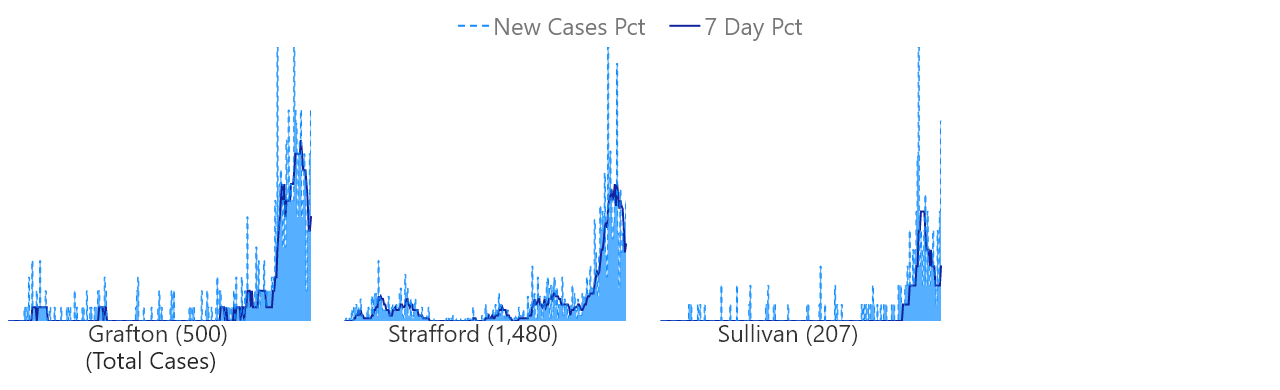 New Cases Pct 7 Day Pct
Grafton (500) Strafford (1,480) Sullivan (207)
(Total Cases)